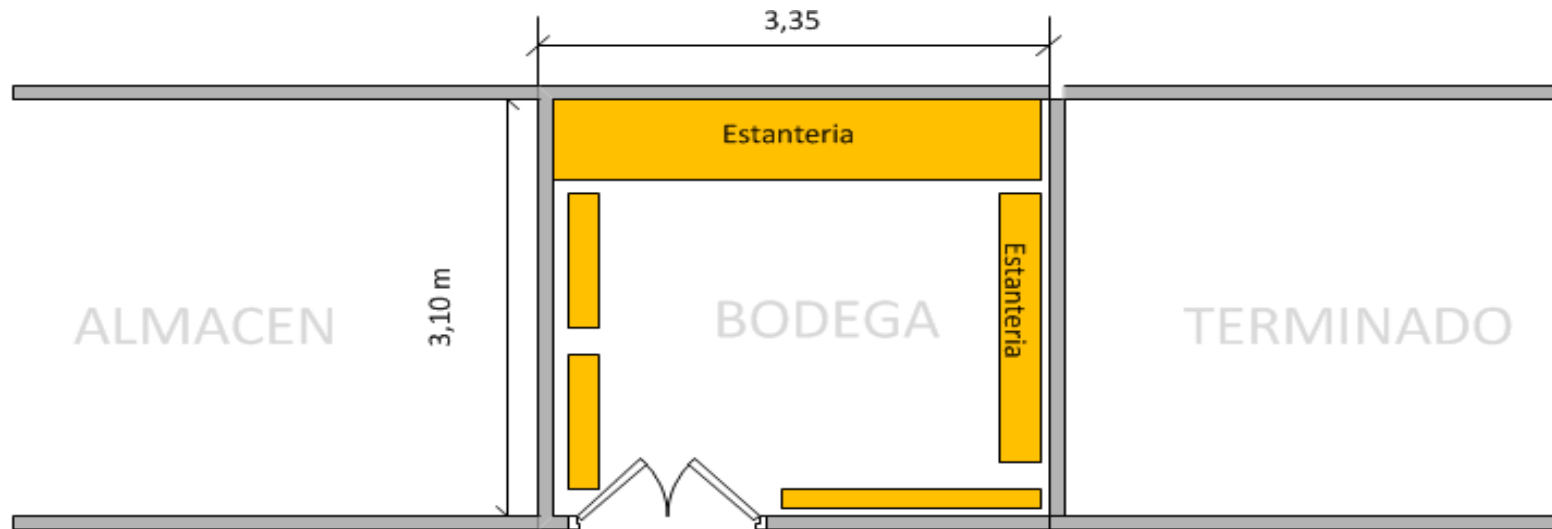 3,35
Estanteria
Estanteria
3,10 m
ALMACEN
BODEGA
TERMINADO